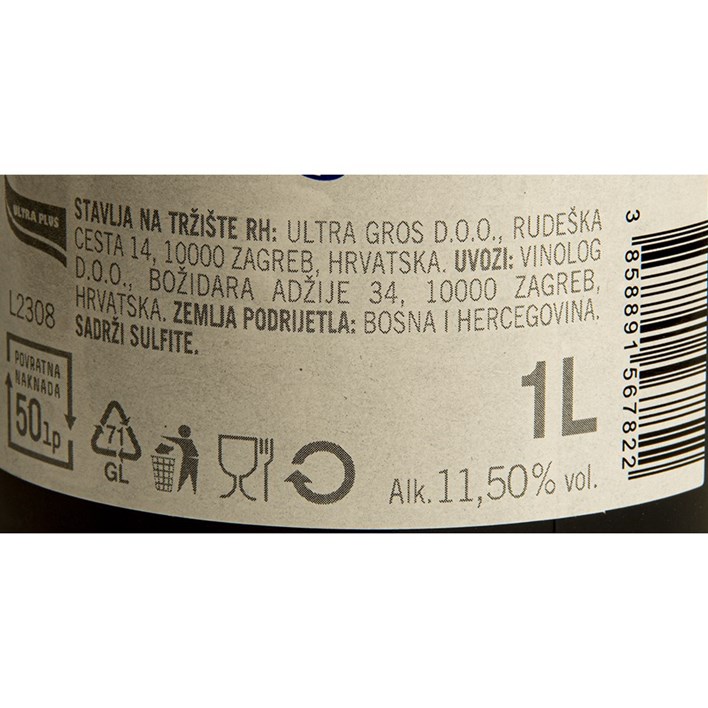 ULTRA PLUS
STAVLJA NA TRŽIŠTE RH: ULTRA GROS D.O.O., RUDEŠKA
CESTA 14, 10000 ZAGREB, HRVATSKA. UVOZI: VINOLOG
D.O.O., BOŽIDARA ADŽIJE 34, 10000 ZAGREB,
HRVATSKA. ZEMLJA PODRIJETLA: BOSNA I HERCEGOVINA.
SADRŽI SULFITE.
L2308
POVRATNA
NAKNADA
50lp
71
GL
1L
Alk. 11,50% vol.
3 858891 567822